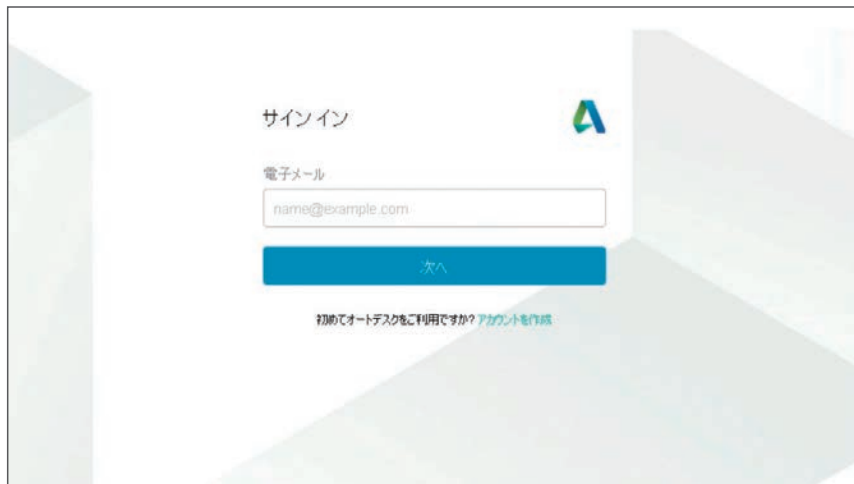 サインイン
電子メール
name@example.com
次へ
初めてオートデスクをご利用ですか? アカウントを作成